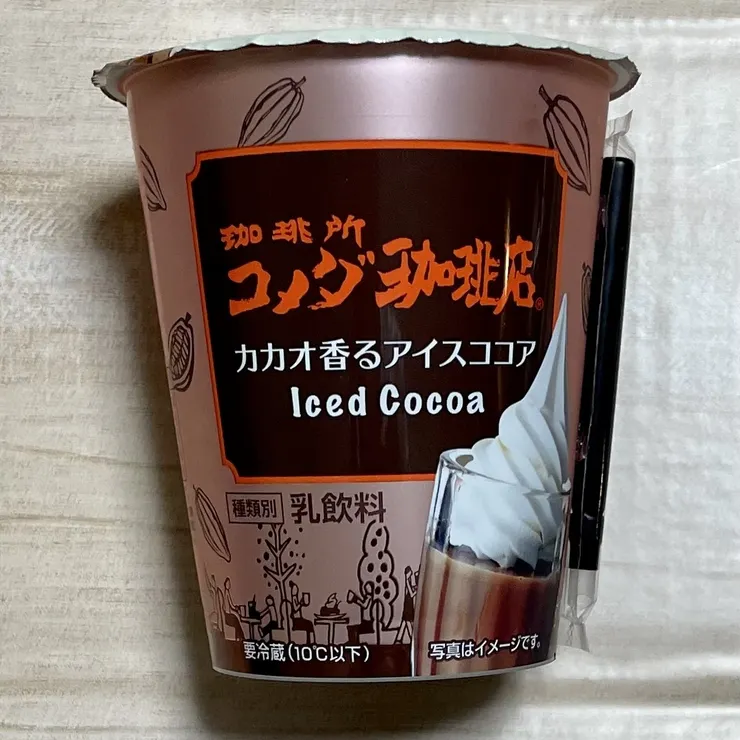 珈琲所
コメダ珈琲店®
カカオ香るアイスココア
Iced Cocoa
種類別 乳飲料
要冷蔵(10℃以下)
写真はイメージです。